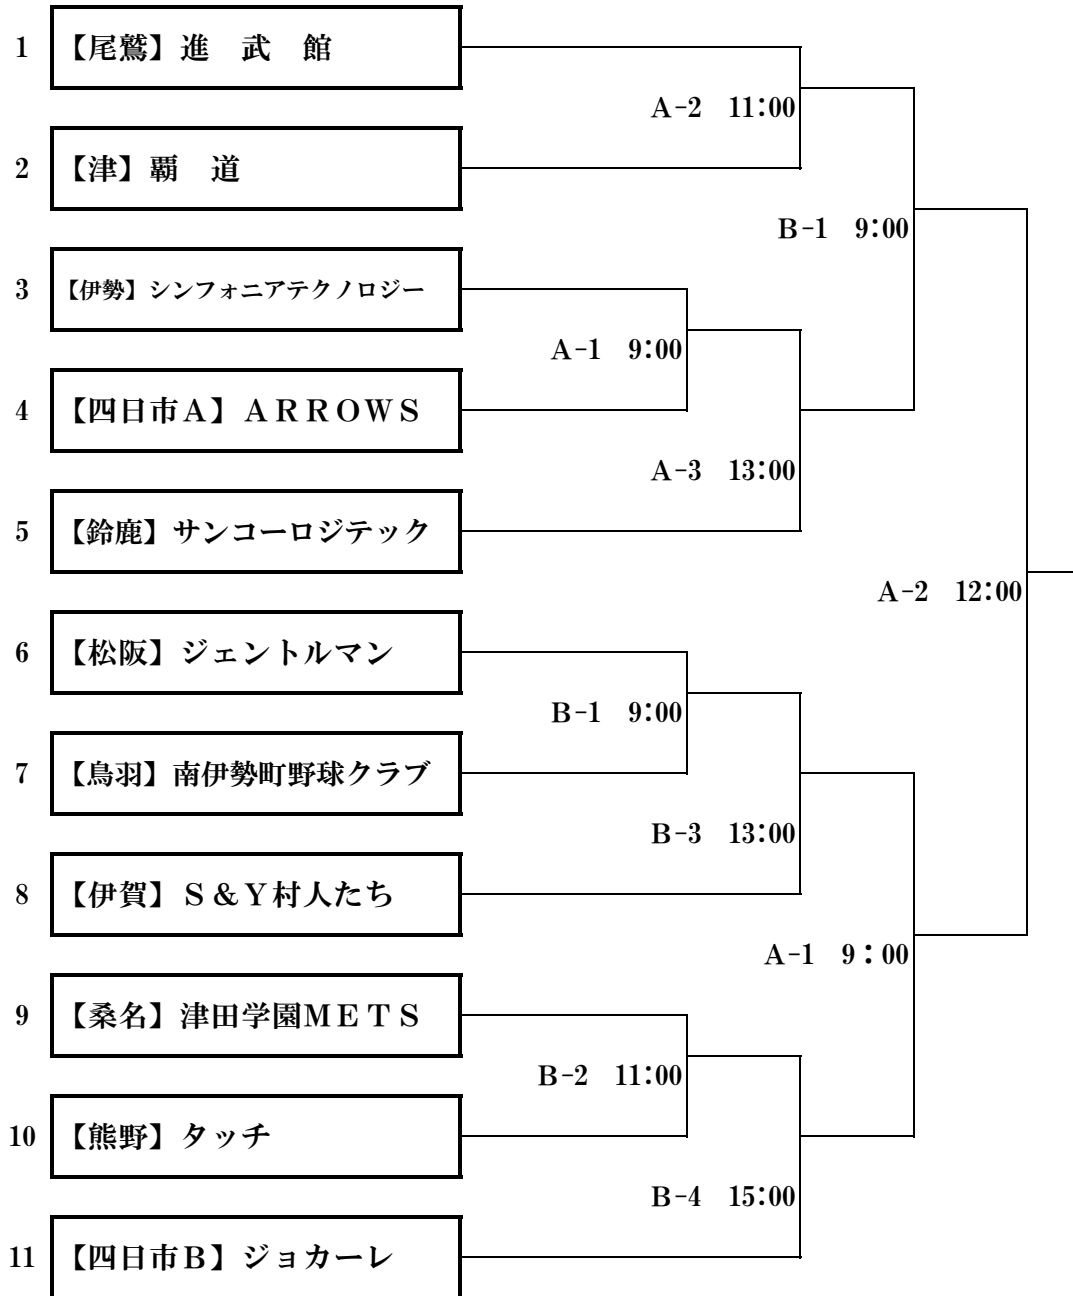 1 【尾鷲】進　武　館
A-2 11:00
2 【津】覇　道
B-1 9:00
3 【伊勢】シンフォニアテクノロジー
A-1 9:00
4 【四日市A】ＡＲＲＯＷＳ
A-3 13:00
5 【鈴鹿】サンコーロジテック
A-2 12:00
6 【松阪】ジェントルマン
B-1 9:00
7 【鳥羽】南伊勢町野球クラブ
B-3 13:00
8 【伊賀】Ｓ＆Ｙ村人たち
A-1 9：00
9 【桑名】津田学園ＭＥＴＳ
B-2 11:00
10 【熊野】タッチ
B-4 15:00
11 【四日市B】ジョカーレ